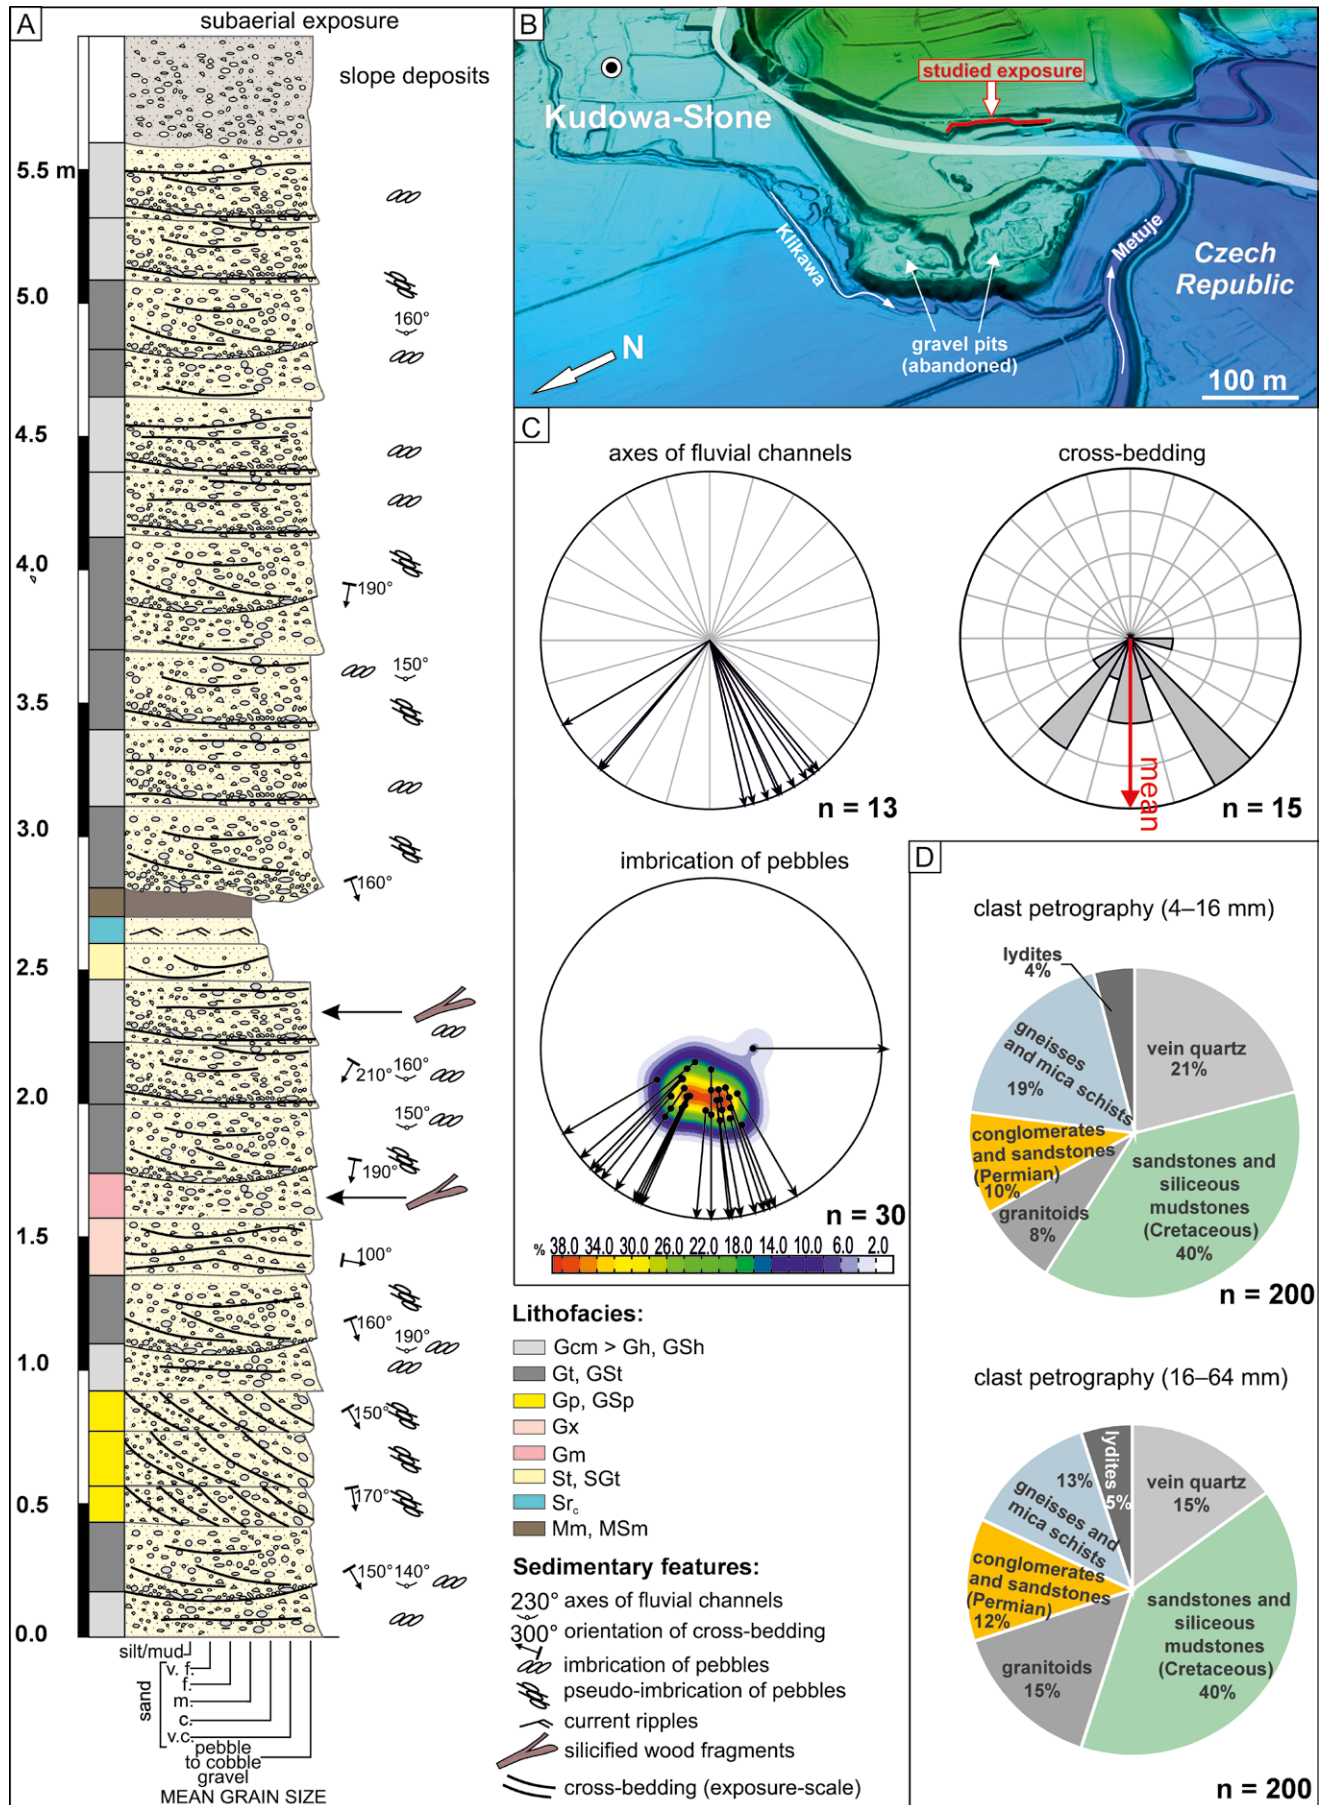 A
subaerial exposure
slope deposits
5.5 m
5.0
160°
4.5
4.0
190°
150°
3.5
3.0
160°
2.5
210°
160°
2.0
150°
190°
1.5
100°
160°
190°
1.0
150°
0.5
170°
150°
140°
0.0
silt/mud
v. f.
f.
m.
c.
v.c.
sand
pebble
to cobble
gravel
MEAN GRAIN SIZE
B
studied exposure
Kudowa-Słone
Klikawa
Metuje
Czech
Republic
gravel pits
(abandoned)
N
100 m
C
axes of fluvial channels
n = 13
cross-bedding
mean
n = 15
imbrication of pebbles
n = 30
% 38.0 34.0 30.0 26.0 22.0 18.0 14.0 10.0 6.0 2.0
Lithofacies:
Gcm > Gh, GSh
Gt, GSt
Gp, GSp
Gx
Gm
St, SGt
Src
Mm, MSm
Sedimentary features:
230° axes of fluvial channels
300° orientation of cross-bedding
imbrication of pebbles
pseudo-imbrication of pebbles
current ripples
silicified wood fragments
cross-bedding (exposure-scale)
D
clast petrography (4–16 mm)
lydites
4%
vein quartz
21%
gneisses
and mica schists
19%
conglomerates
and sandstones
(Permian)
10%
granitoids
8%
sandstones and
siliceous
mudstones
(Cretaceous)
40%
n = 200
clast petrography (16–64 mm)
lydites
5%
vein quartz
15%
13%
gneisses and
mica schists
conglomerates
and sandstones
(Permian)
12%
granitoids
15%
sandstones and
siliceous
mudstones
(Cretaceous)
40%
n = 200